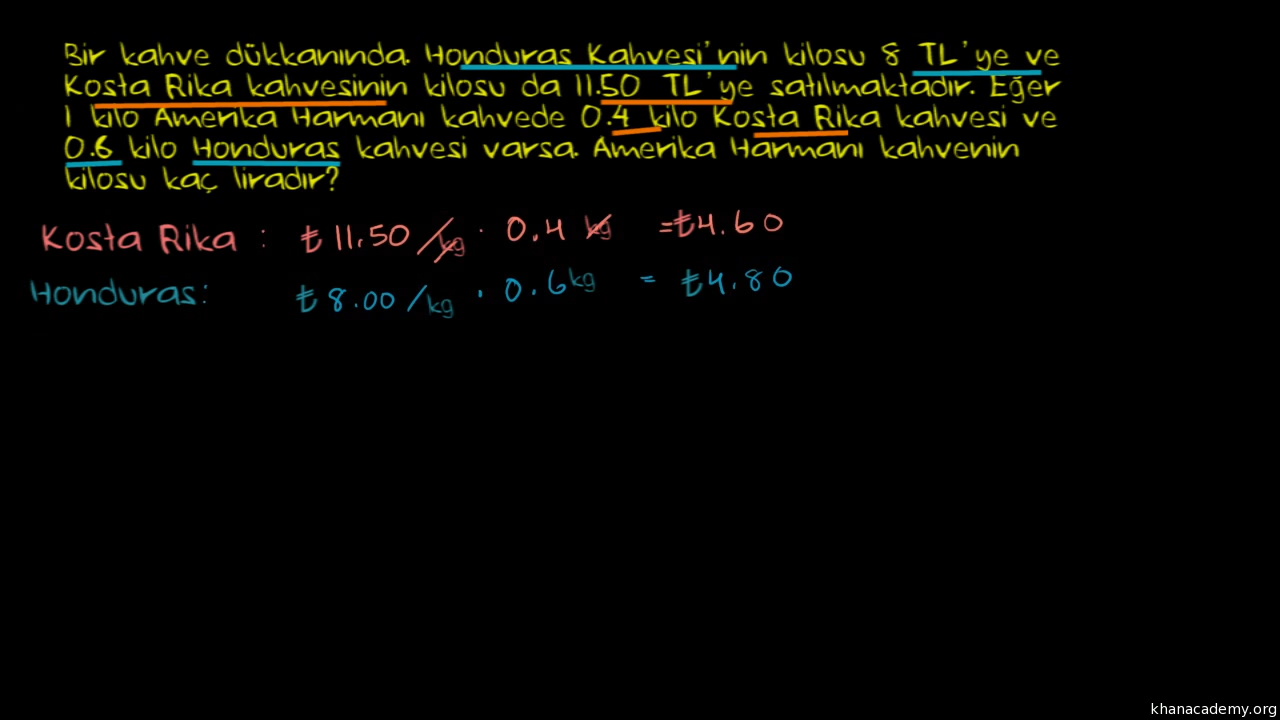 Bir kahve dükkanında. Honduras Kahvesi'nin kilosu 8 TL'ye ve
Kosta Rika kahvesinin kilosu da 11.50 TL'ye satılmaktadır. Eğer
1 kilo Amerika Harmanı kahvede 0.4 kilo Kosta Rika kahvesi ve
0.6 kilo Honduras kahvesi varsa. Amerika Harmanı kahvenin
kilosu kaç liradır?
Kosta Rika : ₺11.50/kg · 0.4 kg =₺4.60
Honduras: ₺8.00/kg · 0.6kg = ₺4.80
khanacademy.org